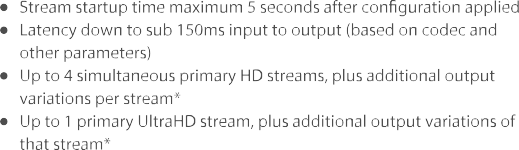 ● Stream startup time maximum 5 seconds after configuration applied
● Latency down to sub 150ms input to output (based on codec and
other parameters)
● Up to 4 simultaneous primary HD streams, plus additional output
variations per stream*
● Up to 1 primary UltraHD stream, plus additional output variations of
that stream*